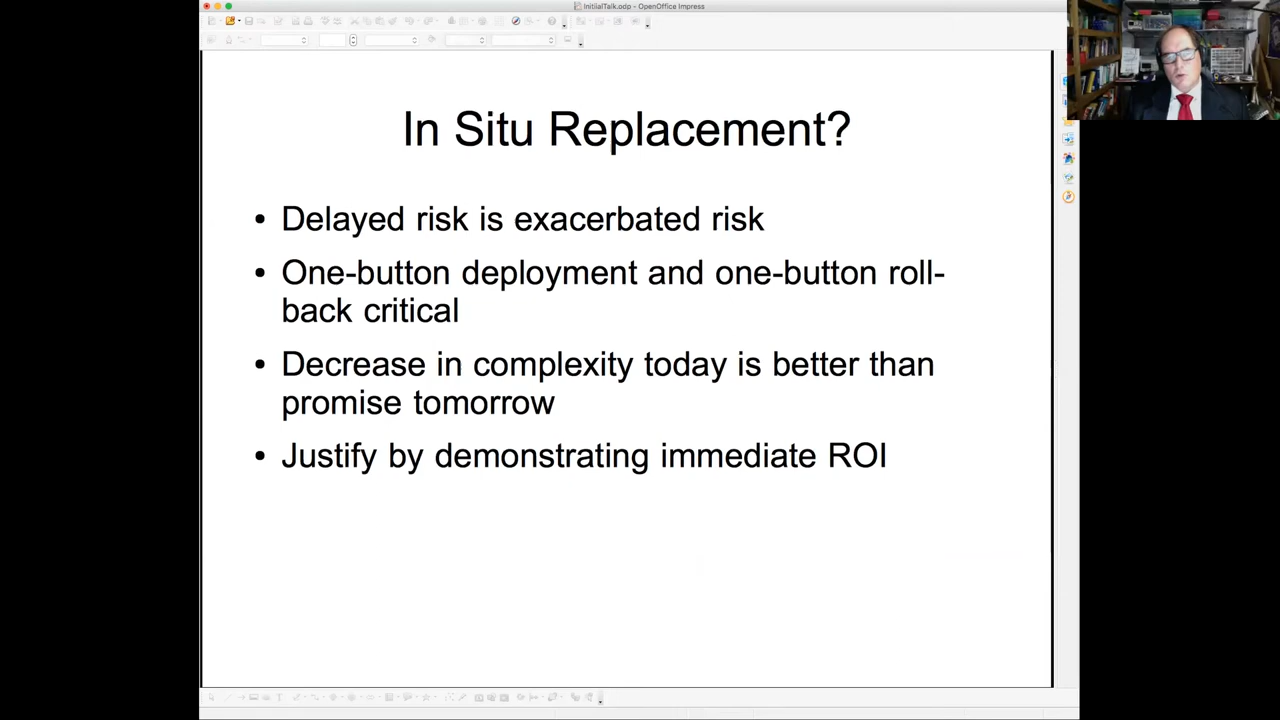 InitialTalk.odp - OpenOffice Impress
In Situ Replacement?
• Delayed risk is exacerbated risk
• One-button deployment and one-button roll-
back critical
• Decrease in complexity today is better than
promise tomorrow
• Justify by demonstrating immediate ROI